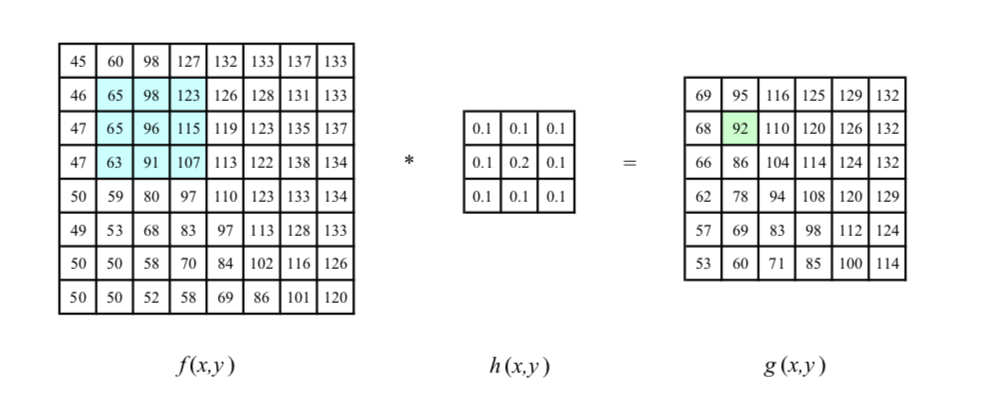 45 60 98 127 132 133 137 133
46 65 98 123 126 128 131 133
47 65 96 115 119 123 135 137
47 63 91 107 113 122 138 134
50 59 80 97 110 123 133 134
49 53 68 83 97 113 128 133
50 50 58 70 84 102 116 126
50 50 52 58 69 86 101 120
*
0.1 0.1 0.1
0.1 0.2 0.1
0.1 0.1 0.1
=
69 95 116 125 129 132
68 92 110 120 126 132
66 86 104 114 124 132
62 78 94 108 120 129
57 69 83 98 112 124
53 60 71 85 100 114
f(x,y)
h(x,y)
g(x,y)